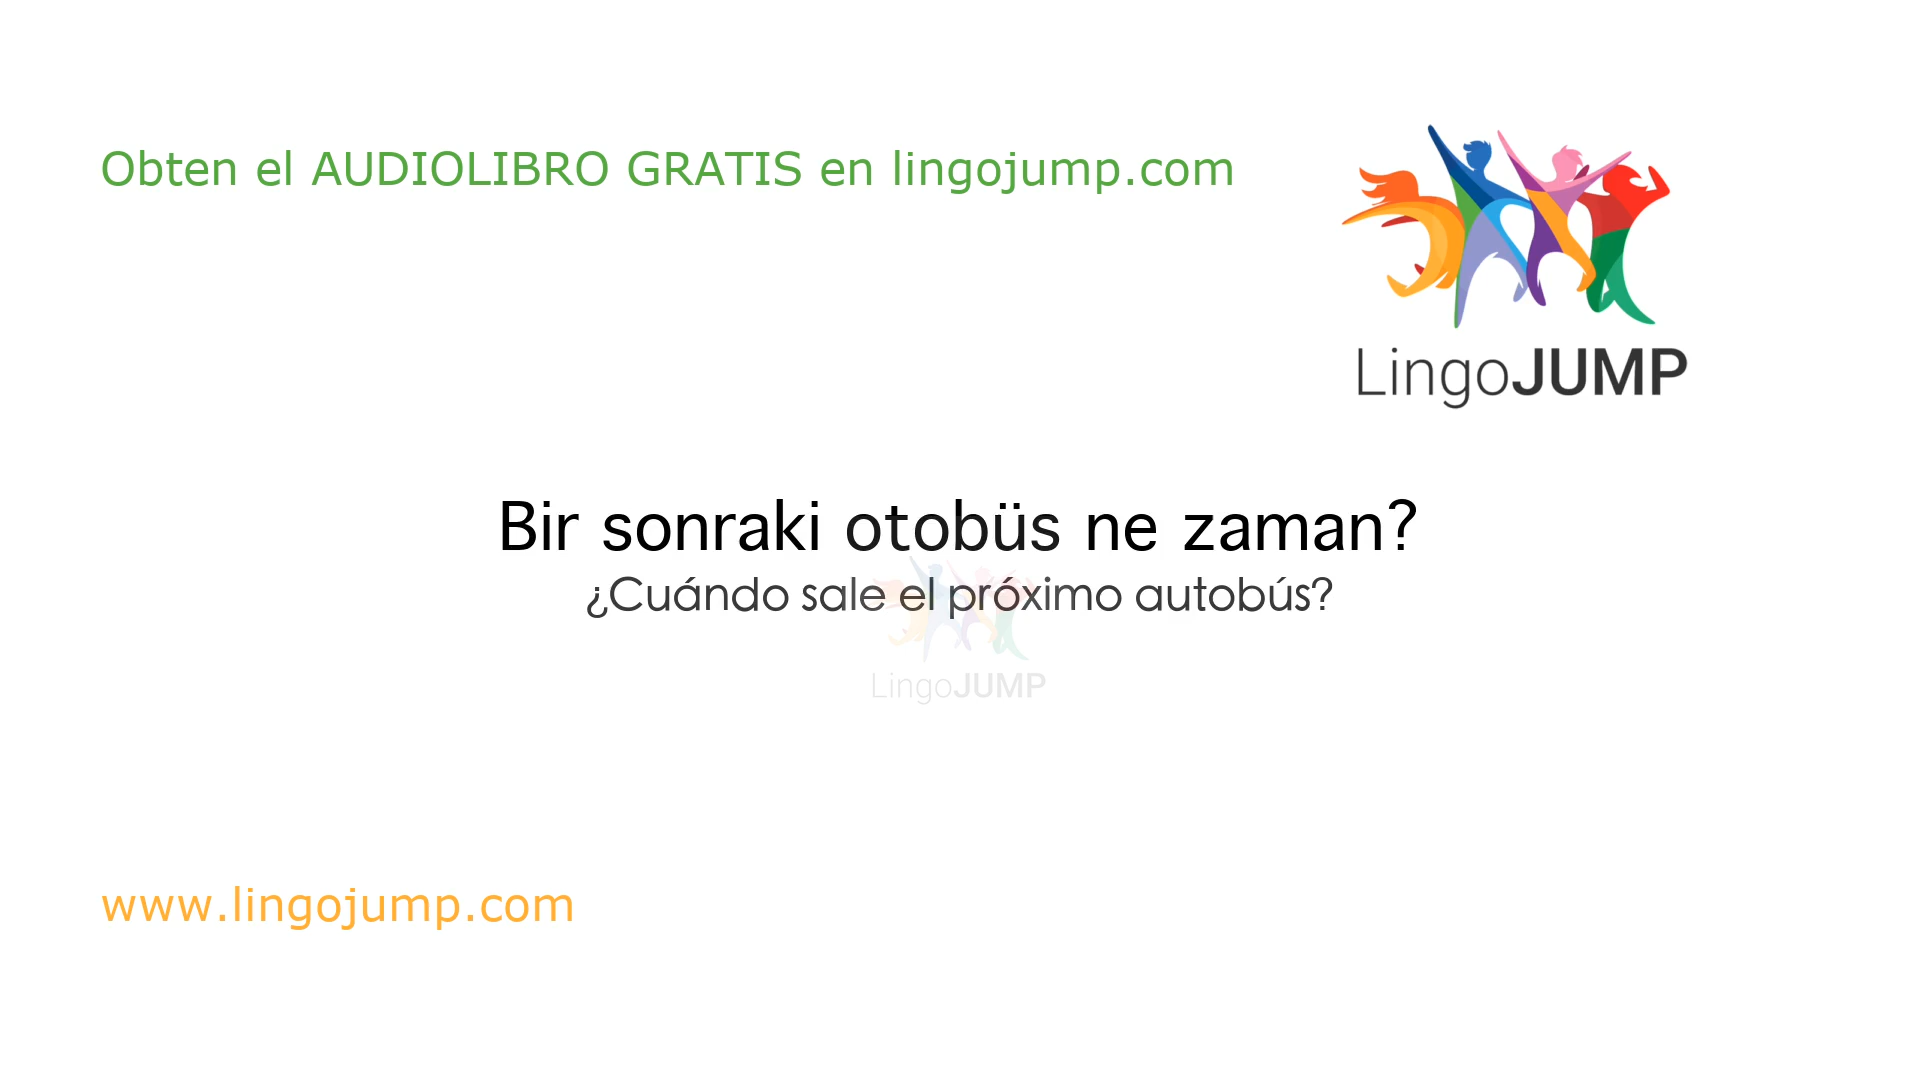 Obten el AUDIOLIBRO GRATIS en lingojump.com
LingoJUMP
Bir sonraki otobüs ne zaman?
¿Cuándo sale el próximo autobús?
LingoJUMP
www.lingojump.com